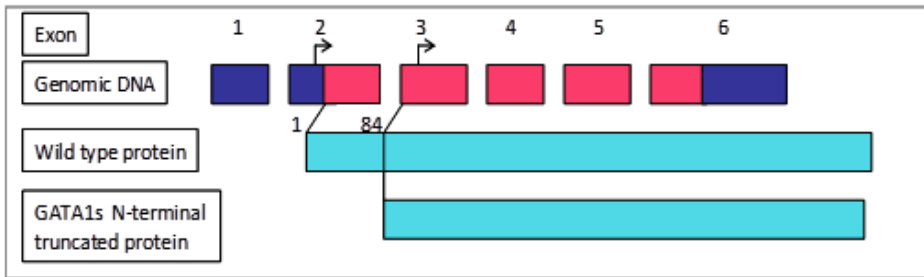 Exon 1 2 3 4 5 6
Genomic DNA
1 84
Wild type protein
GATA1s N-terminal
truncated protein